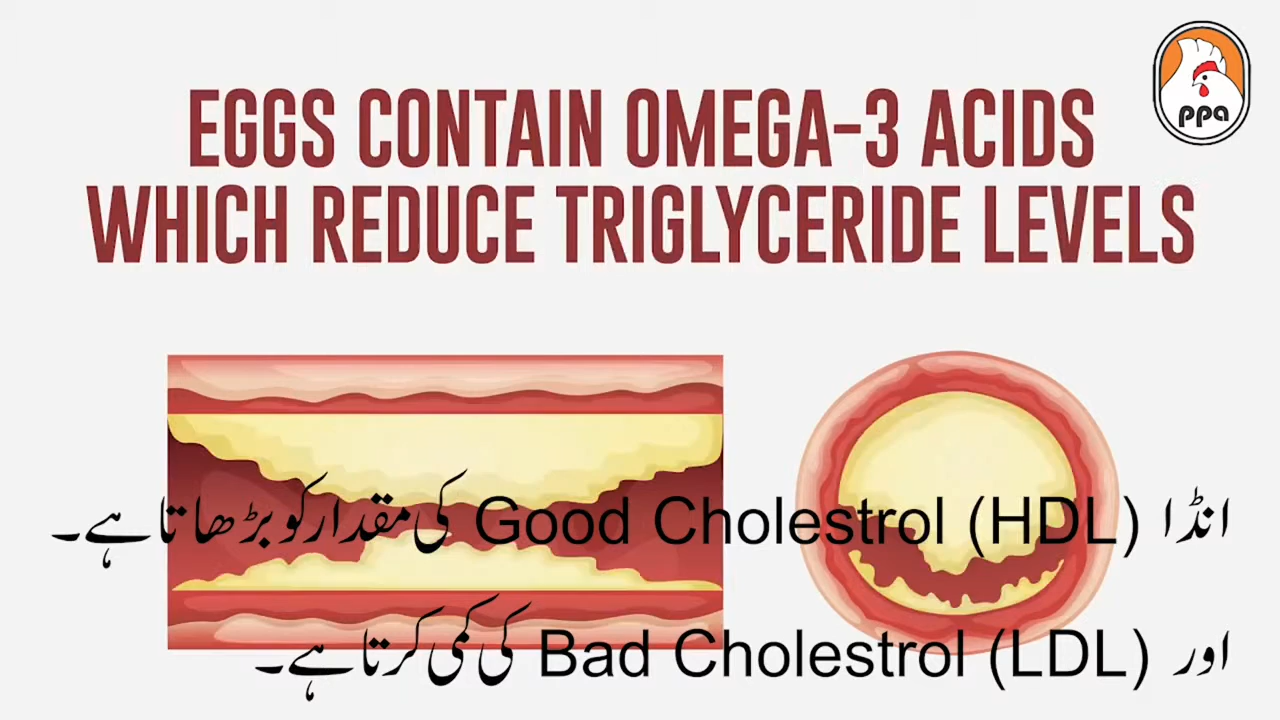 ppa
EGGS CONTAIN OMEGA-3 ACIDS
WHICH REDUCE TRIGLYCERIDE LEVELS
انڈا Good Cholestrol (HDL) کی مقدار کو بڑھاتا ہے۔
اور Bad Cholestrol (LDL) کی کمی کرتا ہے۔